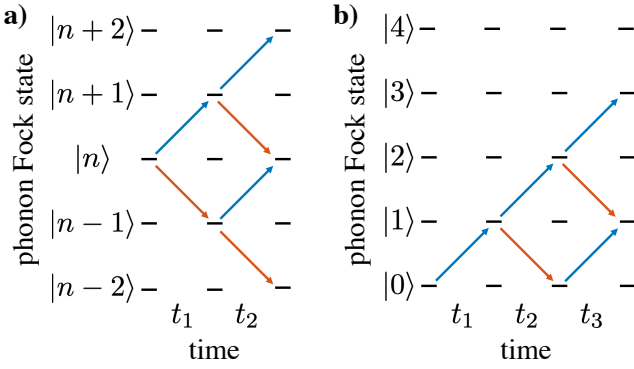 a)
phonon Fock state
|n + 2⟩
|n + 1⟩
|n⟩
|n − 1⟩
|n − 2⟩
t₁ t₂
time
b)
phonon Fock state
|4⟩
|3⟩
|2⟩
|1⟩
|0⟩
t₁ t₂ t₃
time